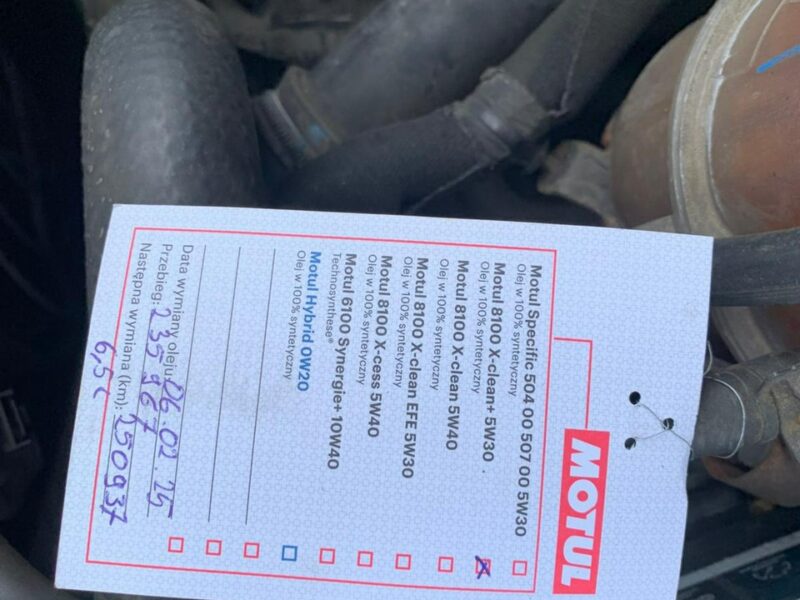 MOTUL
Motul Specific 504 00 507 00 5W30
Olej w 100% syntetyczny
Motul 8100 X-clean+ 5W30
Olej w 100% syntetyczny
Motul 8100 X-clean 5W40
Olej w 100% syntetyczny
Motul 8100 X-clean EFE 5W30
Olej w 100% syntetyczny
Motul 8100 X-cess 5W40
Olej w 100% syntetyczny
Motul 6100 Synergie+ 10W40
Technosynthese®
Motul Hybrid 0W20
Olej w 100% syntetyczny
Data wymiany oleju: 06.02.25
Przebieg: 235967
Następna wymiana (km): 250937
6,5L